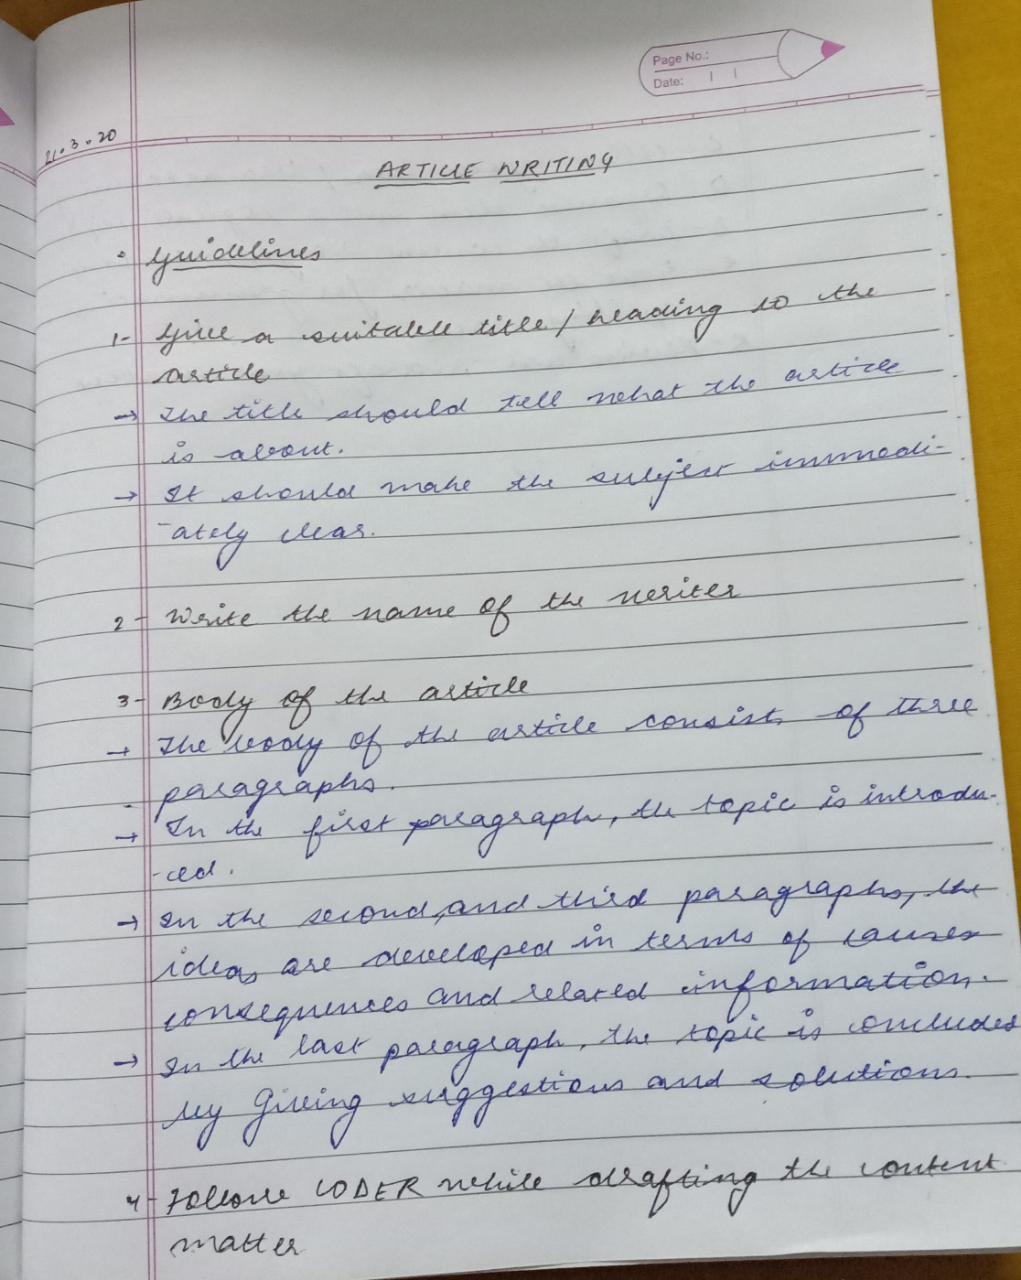 Page No.:
Date:
21.3.20
ARTICLE WRITING
Guidelines
1- Give a suitable title/heading to the
article
→ The title should tell what the article
is about.
→ It should make the subject immedi-
-ately clear.
2- Write the name of the writer
3- Body of the article
→ The body of the article consist of three
paragraphs.
→ In the first paragraph, the topic is introdu-
-ced.
→ In the second and third paragraphs, the
ideas are developed in terms of causes
consequences and related information.
→ In the last paragraph, the topic is concludes
by Giving suggestions and solutions.
4- Follow CODER while drafting the content
matter